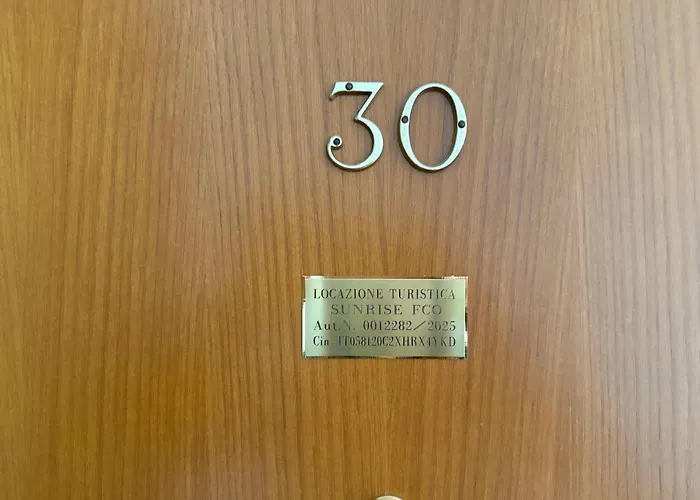 30
LOCAZIONE TURISTICA
SUNRISE FCO
Aut.N. 0012282/2025
Cin. IT058120C2XHRX4YKD